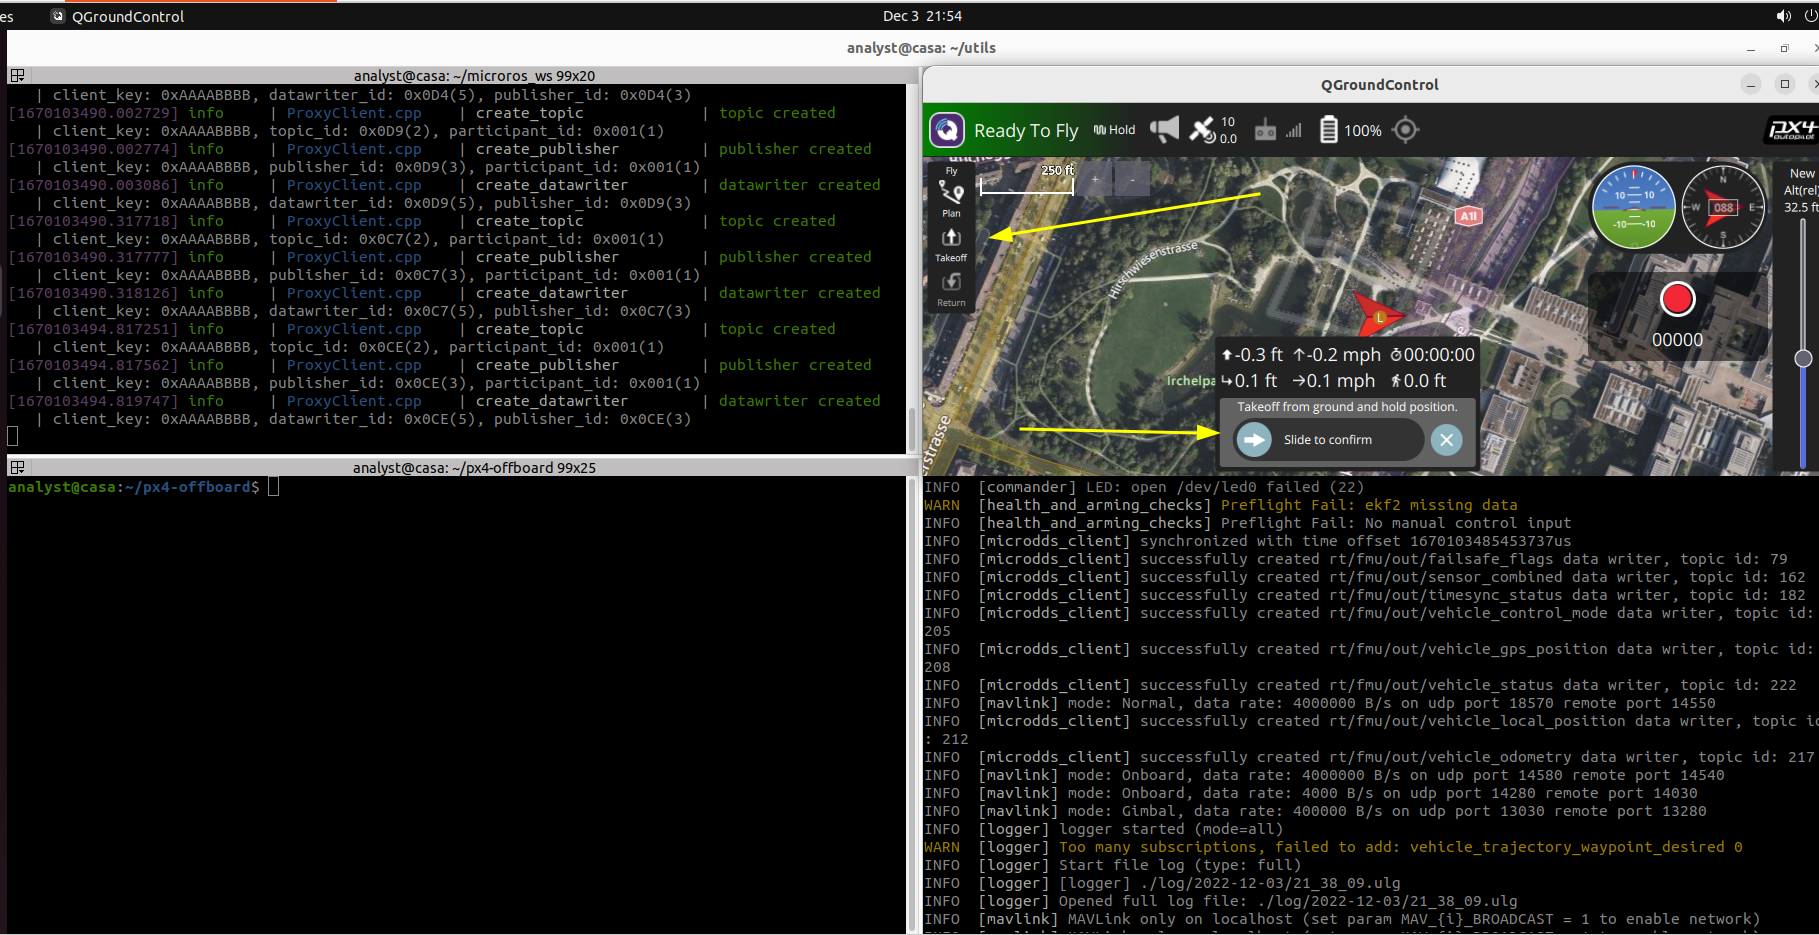 es
QGroundControl
Dec 3 21:54
analyst@casa: ~/utils
analyst@casa: ~/microros_ws 99x20
| client_key: 0xAAAABBBB, datawriter_id: 0x0D4(5), publisher_id: 0x0D4(3)
[1670103490.002729] info | ProxyClient.cpp | create_topic | topic created
| client_key: 0xAAAABBBB, topic_id: 0x0D9(2), participant_id: 0x001(1)
[1670103490.002774] info | ProxyClient.cpp | create_publisher | publisher created
| client_key: 0xAAAABBBB, publisher_id: 0x0D9(3), participant_id: 0x001(1)
[1670103490.003086] info | ProxyClient.cpp | create_datawriter | datawriter created
| client_key: 0xAAAABBBB, datawriter_id: 0x0D9(5), publisher_id: 0x0D9(3)
[1670103490.317718] info | ProxyClient.cpp | create_topic | topic created
| client_key: 0xAAAABBBB, topic_id: 0x0C7(2), participant_id: 0x001(1)
[1670103490.317777] info | ProxyClient.cpp | create_publisher | publisher created
| client_key: 0xAAAABBBB, publisher_id: 0x0C7(3), participant_id: 0x001(1)
[1670103490.318126] info | ProxyClient.cpp | create_datawriter | datawriter created
| client_key: 0xAAAABBBB, datawriter_id: 0x0C7(5), publisher_id: 0x0C7(3)
[1670103494.817251] info | ProxyClient.cpp | create_topic | topic created
| client_key: 0xAAAABBBB, topic_id: 0x0CE(2), participant_id: 0x001(1)
[1670103494.817562] info | ProxyClient.cpp | create_publisher | publisher created
| client_key: 0xAAAABBBB, publisher_id: 0x0CE(3), participant_id: 0x001(1)
[1670103494.819747] info | ProxyClient.cpp | create_datawriter | datawriter created
| client_key: 0xAAAABBBB, datawriter_id: 0x0CE(5), publisher_id: 0x0CE(3)
analyst@casa: ~/px4-offboard 99x25
analyst@casa:~/px4-offboard$
QGroundControl
Ready To Fly
Hold
10
0.0
100%
px4
autopilot
Fly
Plan
Takeoff
Return
250 ft
+
-
A1l
Hirschwiesenstrasse
Irchelpa
erstrasse
L
10 10
-10 -10
N
W 088 E
S
New
Alt(rel
32.5 ft
00000
-0.3 ft -0.2 mph 00:00:00
0.1 ft 0.1 mph 0.0 ft
Takeoff from ground and hold position.
Slide to confirm
INFO [commander] LED: open /dev/led0 failed (22)
WARN [health_and_arming_checks] Preflight Fail: ekf2 missing data
INFO [health_and_arming_checks] Preflight Fail: No manual control input
INFO [microdds_client] synchronized with time offset 1670103485453737us
INFO [microdds_client] successfully created rt/fmu/out/failsafe_flags data writer, topic id: 79
INFO [microdds_client] successfully created rt/fmu/out/sensor_combined data writer, topic id: 162
INFO [microdds_client] successfully created rt/fmu/out/timesync_status data writer, topic id: 182
INFO [microdds_client] successfully created rt/fmu/out/vehicle_control_mode data writer, topic id:
205
INFO [microdds_client] successfully created rt/fmu/out/vehicle_gps_position data writer, topic id:
208
INFO [microdds_client] successfully created rt/fmu/out/vehicle_status data writer, topic id: 222
INFO [mavlink] mode: Normal, data rate: 4000000 B/s on udp port 18570 remote port 14550
INFO [microdds_client] successfully created rt/fmu/out/vehicle_local_position data writer, topic id
: 212
INFO [microdds_client] successfully created rt/fmu/out/vehicle_odometry data writer, topic id: 217
INFO [mavlink] mode: Onboard, data rate: 4000000 B/s on udp port 14580 remote port 14540
INFO [mavlink] mode: Onboard, data rate: 4000 B/s on udp port 14280 remote port 14030
INFO [mavlink] mode: Gimbal, data rate: 400000 B/s on udp port 13030 remote port 13280
INFO [logger] logger started (mode=all)
WARN [logger] Too many subscriptions, failed to add: vehicle_trajectory_waypoint_desired 0
INFO [logger] Start file log (type: full)
INFO [logger] [logger] ./log/2022-12-03/21_38_09.ulg
INFO [logger] Opened full log file: ./log/2022-12-03/21_38_09.ulg
INFO [mavlink] MAVLink only on localhost (set param MAV_{i}_BROADCAST = 1 to enable network)